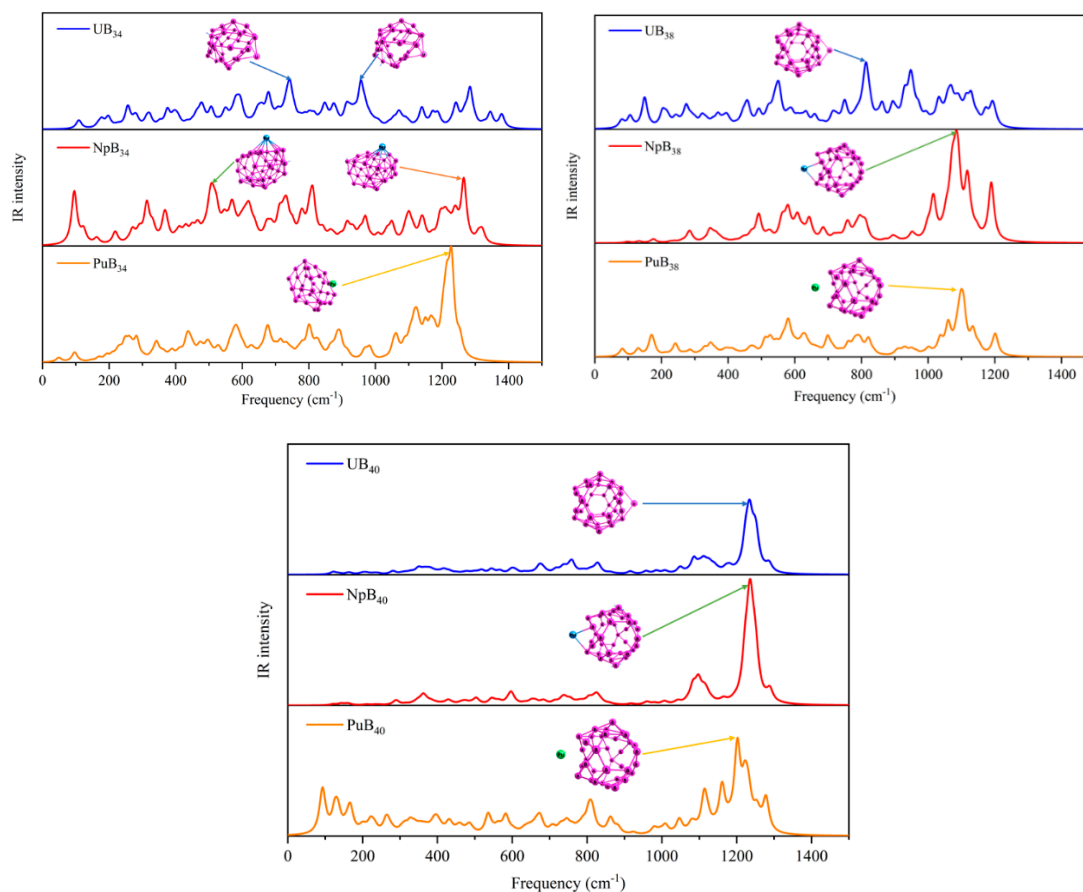 UB₃₄
NpB₃₄
PuB₃₄
IR intensity
0 200 400 600 800 1000 1200 1400
Frequency (cm⁻¹)
UB₃₈
NpB₃₈
PuB₃₈
IR intensity
0 200 400 600 800 1000 1200 1400
Frequency (cm⁻¹)
UB₄₀
NpB₄₀
PuB₄₀
IR intensity
0 200 400 600 800 1000 1200 1400
Frequency (cm⁻¹)